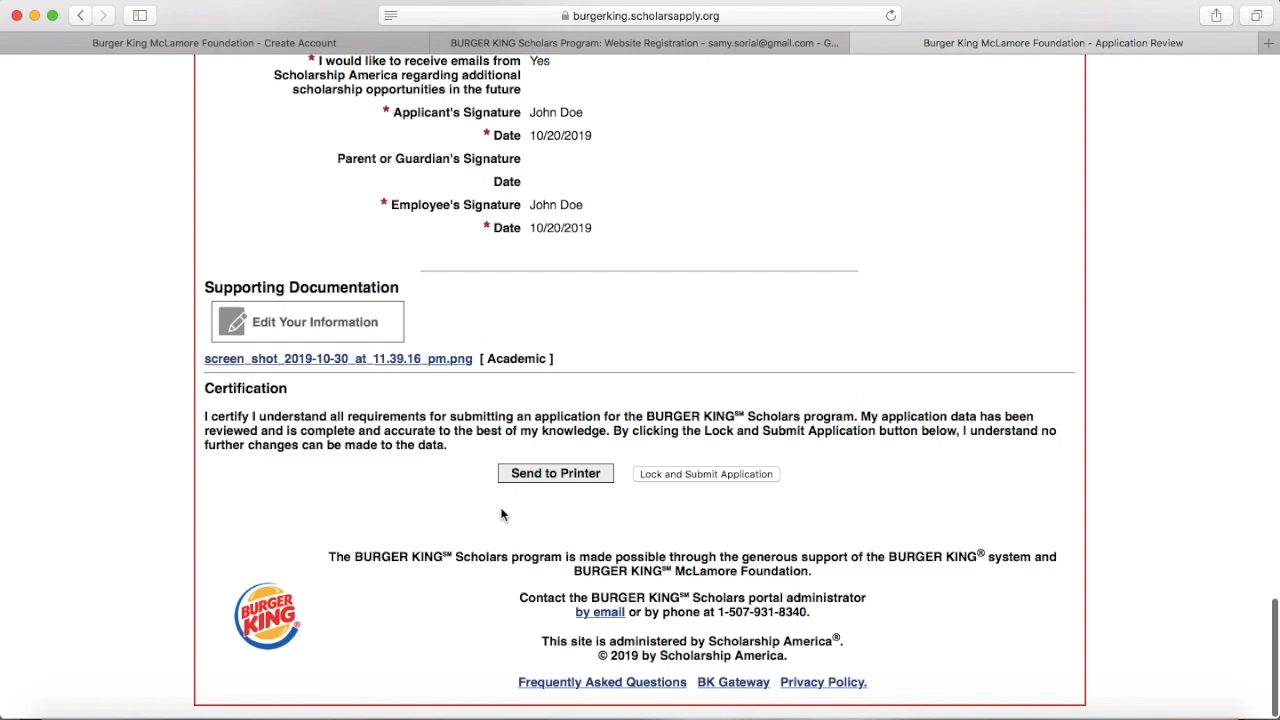 burgerking.scholarsapply.org
Burger King McLamore Foundation - Create Account
BURGER KING Scholars Program: Website Registration - samy.sorial@gmail.com - G...
Burger King McLamore Foundation - Application Review
* I would like to receive emails from Yes
Scholarship America regarding additional
scholarship opportunities in the future
* Applicant's Signature John Doe
* Date 10/20/2019
Parent or Guardian's Signature
Date
* Employee's Signature John Doe
* Date 10/20/2019
Supporting Documentation
Edit Your Information
screen_shot_2019-10-30_at_11.39.16_pm.png [ Academic ]
Certification
I certify I understand all requirements for submitting an application for the BURGER KING℠ Scholars program. My application data has been
reviewed and is complete and accurate to the best of my knowledge. By clicking the Lock and Submit Application button below, I understand no
further changes can be made to the data.
Send to Printer Lock and Submit Application
The BURGER KING℠ Scholars program is made possible through the generous support of the BURGER KING® system and
BURGER KING℠ McLamore Foundation.
Contact the BURGER KING℠ Scholars portal administrator
by email or by phone at 1-507-931-8340.
BURGER
KING®
This site is administered by Scholarship America®.
© 2019 by Scholarship America.
Frequently Asked Questions BK Gateway Privacy Policy.